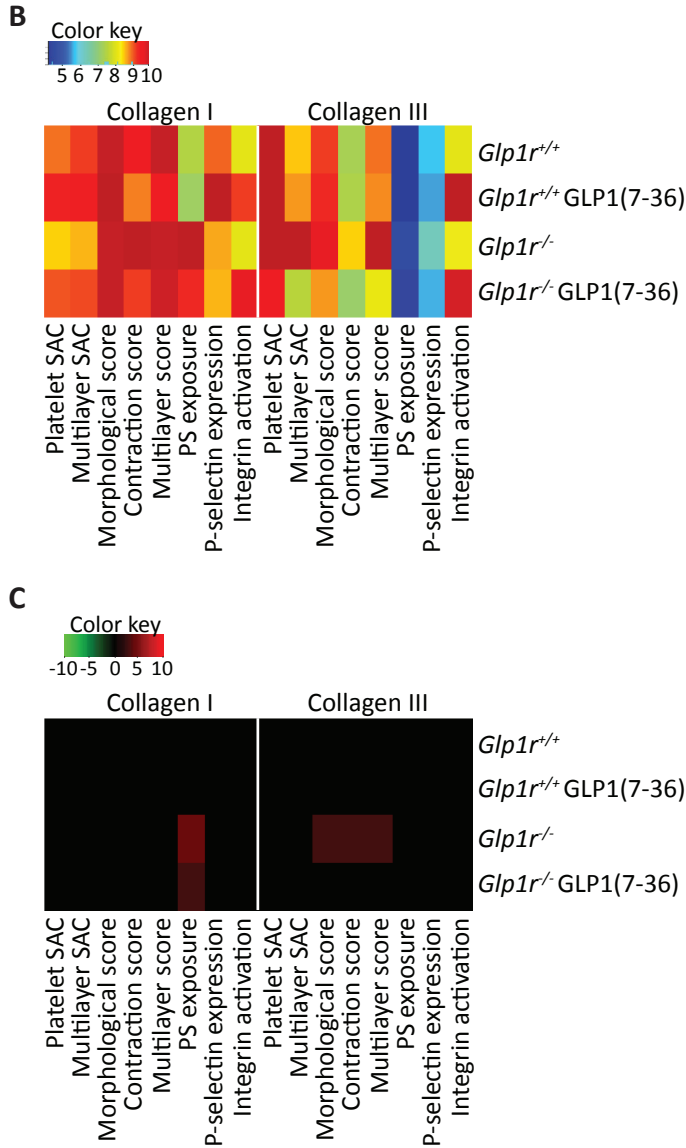 B
Color key
5 6 7 8 9 10
Collagen I Collagen III
Glp1r+/+
Glp1r+/+ GLP1(7-36)
Glp1r-/-
Glp1r-/- GLP1(7-36)
Platelet SAC
Multilayer SAC
Morphological score
Contraction score
Multilayer score
PS exposure
P-selectin expression
Integrin activation
Platelet SAC
Multilayer SAC
Morphological score
Contraction score
Multilayer score
PS exposure
P-selectin expression
Integrin activation
C
Color key
-10 -5 0 5 10
Collagen I Collagen III
Glp1r+/+
Glp1r+/+ GLP1(7-36)
Glp1r-/-
Glp1r-/- GLP1(7-36)
Platelet SAC
Multilayer SAC
Morphological score
Contraction score
Multilayer score
PS exposure
P-selectin expression
Integrin activation
Platelet SAC
Multilayer SAC
Morphological score
Contraction score
Multilayer score
PS exposure
P-selectin expression
Integrin activation